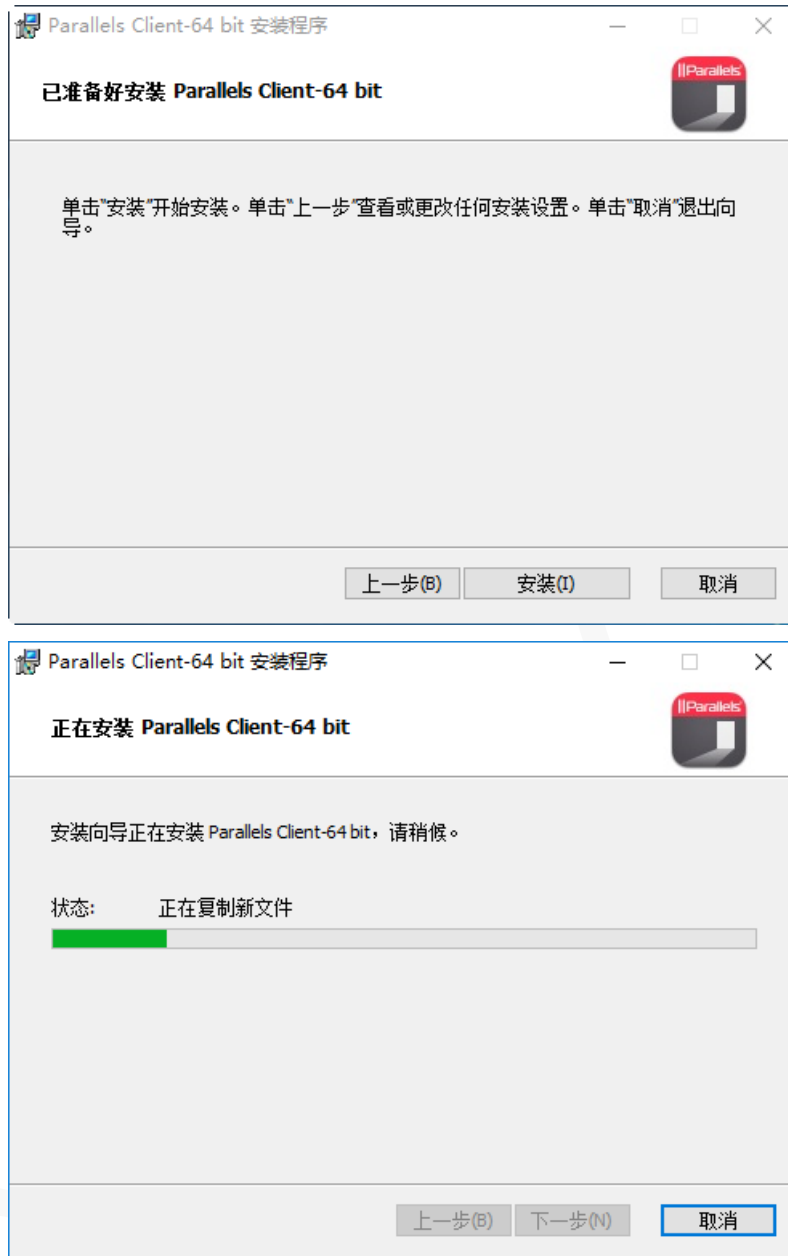 Parallels Client-64 bit 安装程序
已准备好安装 Parallels Client-64 bit
||Parallels®
单击"安装"开始安装。单击"上一步"查看或更改任何安装设置。单击"取消"退出向
导。
上一步(B) 安装(I) 取消
Parallels Client-64 bit 安装程序
正在安装 Parallels Client-64 bit
||Parallels®
安装向导正在安装 Parallels Client-64 bit，请稍候。
状态: 正在复制新文件
上一步(B) 下一步(N) 取消